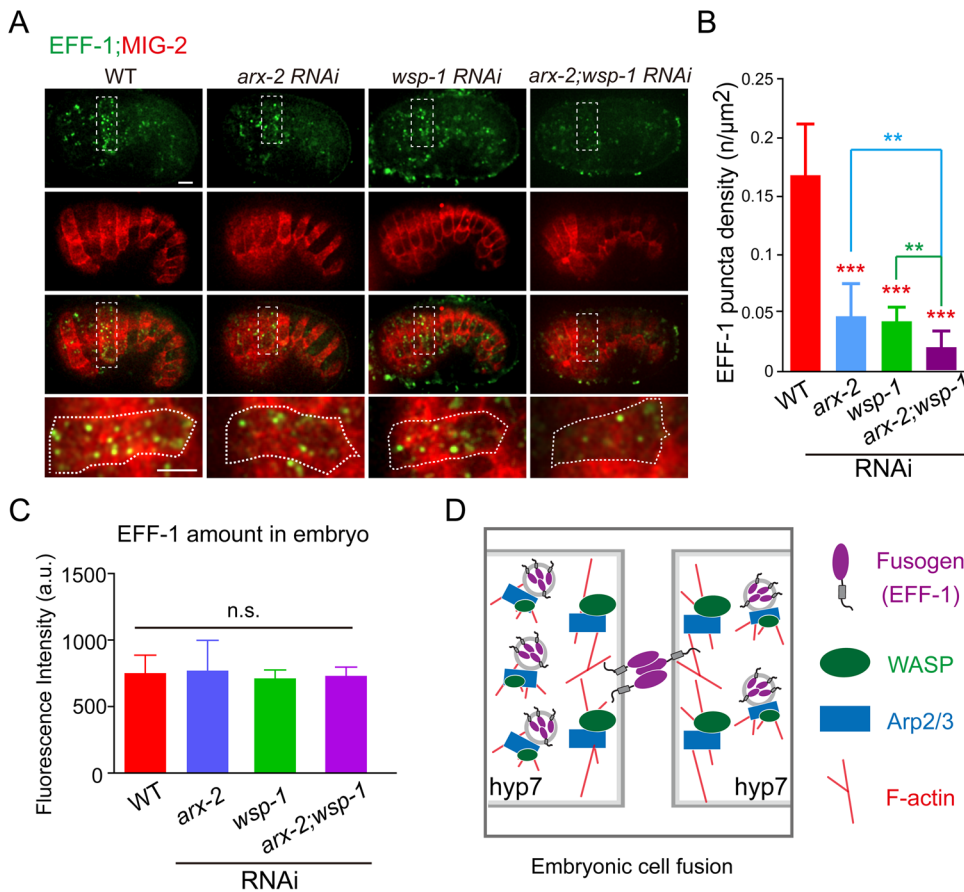 A
EFF-1;MIG-2
WT
arx-2 RNAi
wsp-1 RNAi
arx-2;wsp-1 RNAi
B
EFF-1 puncta density (n/μm2)
0.25
0.2
0.15
0.1
0.05
0
**
**
***
***
***
WT
arx-2
wsp-1
arx-2;wsp-1
RNAi
C
EFF-1 amount in embryo
Fluorescence Intensity (a.u.)
1500
1000
500
0
n.s.
WT
arx-2
wsp-1
arx-2;wsp-1
RNAi
D
hyp7
hyp7
Embryonic cell fusion
Fusogen
(EFF-1)
WASP
Arp2/3
F-actin